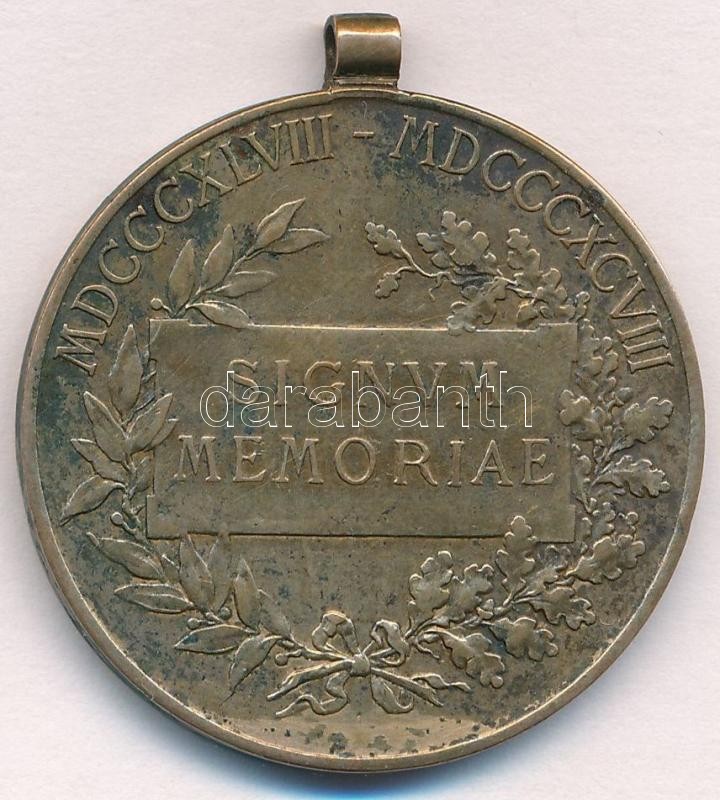 MDCCCXLVIII – MDCCCXCVIII
SIGNVM
darabanth
MEMORIAE